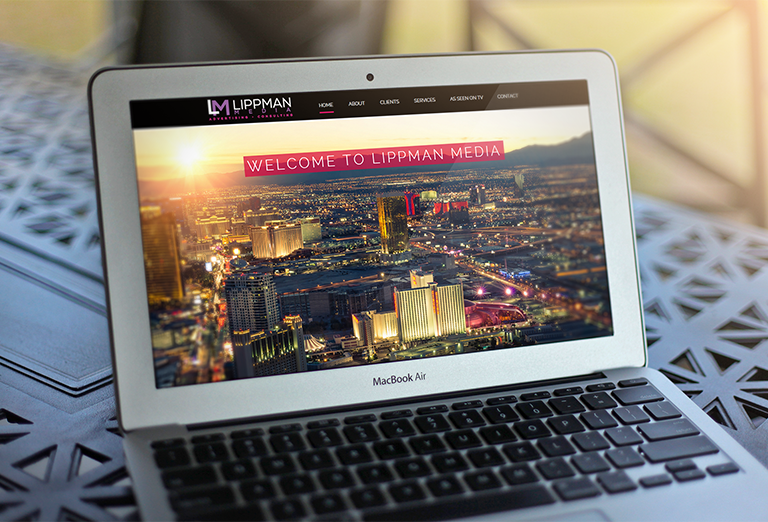 LM LIPPMAN
MEDIA
ADVERTISING • CONSULTING
HOME ABOUT CLIENTS SERVICES AS SEEN ON TV CONTACT
WELCOME TO LIPPMAN MEDIA
MacBook Air